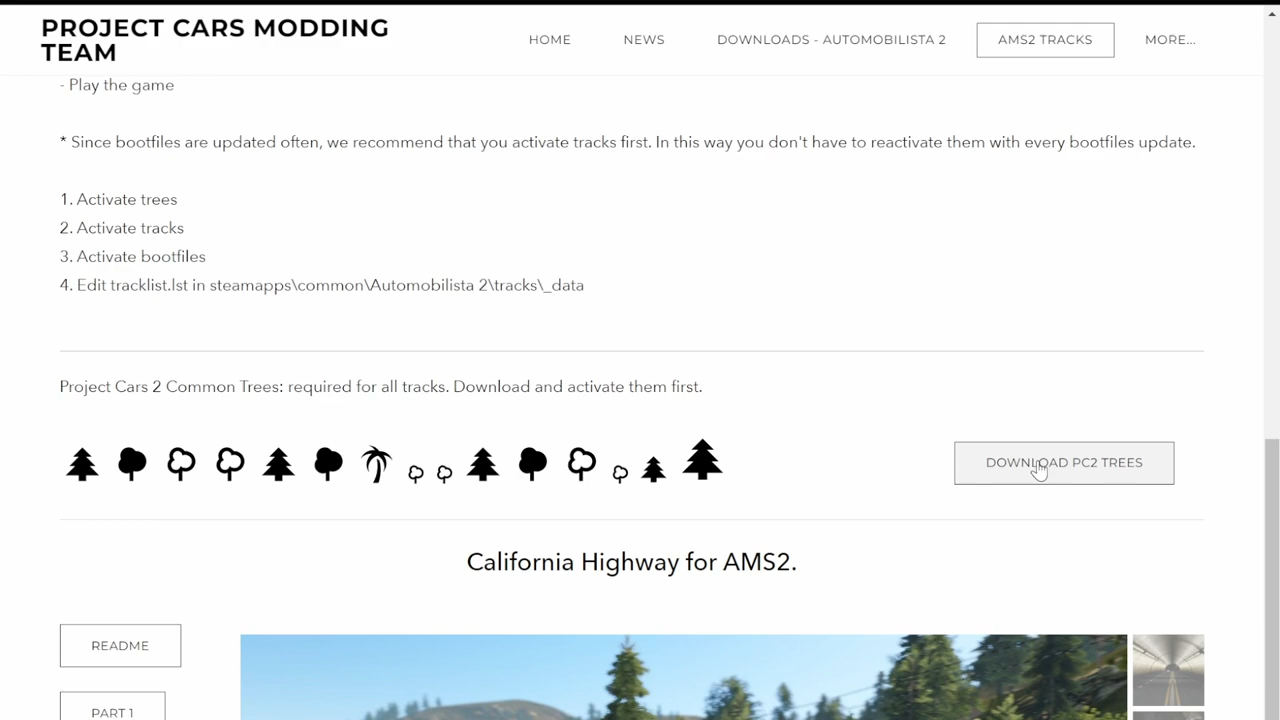 PROJECT CARS MODDING
TEAM
HOME
NEWS
DOWNLOADS - AUTOMOBILISTA 2
AMS2 TRACKS
MORE...
- Play the game
* Since bootfiles are updated often, we recommend that you activate tracks first. In this way you don't have to reactivate them with every bootfiles update.
1. Activate trees
2. Activate tracks
3. Activate bootfiles
4. Edit tracklist.lst in steamapps\common\Automobilista 2\tracks\_data
Project Cars 2 Common Trees: required for all tracks. Download and activate them first.
DOWNLOAD PC2 TREES
California Highway for AMS2.
README
PART 1